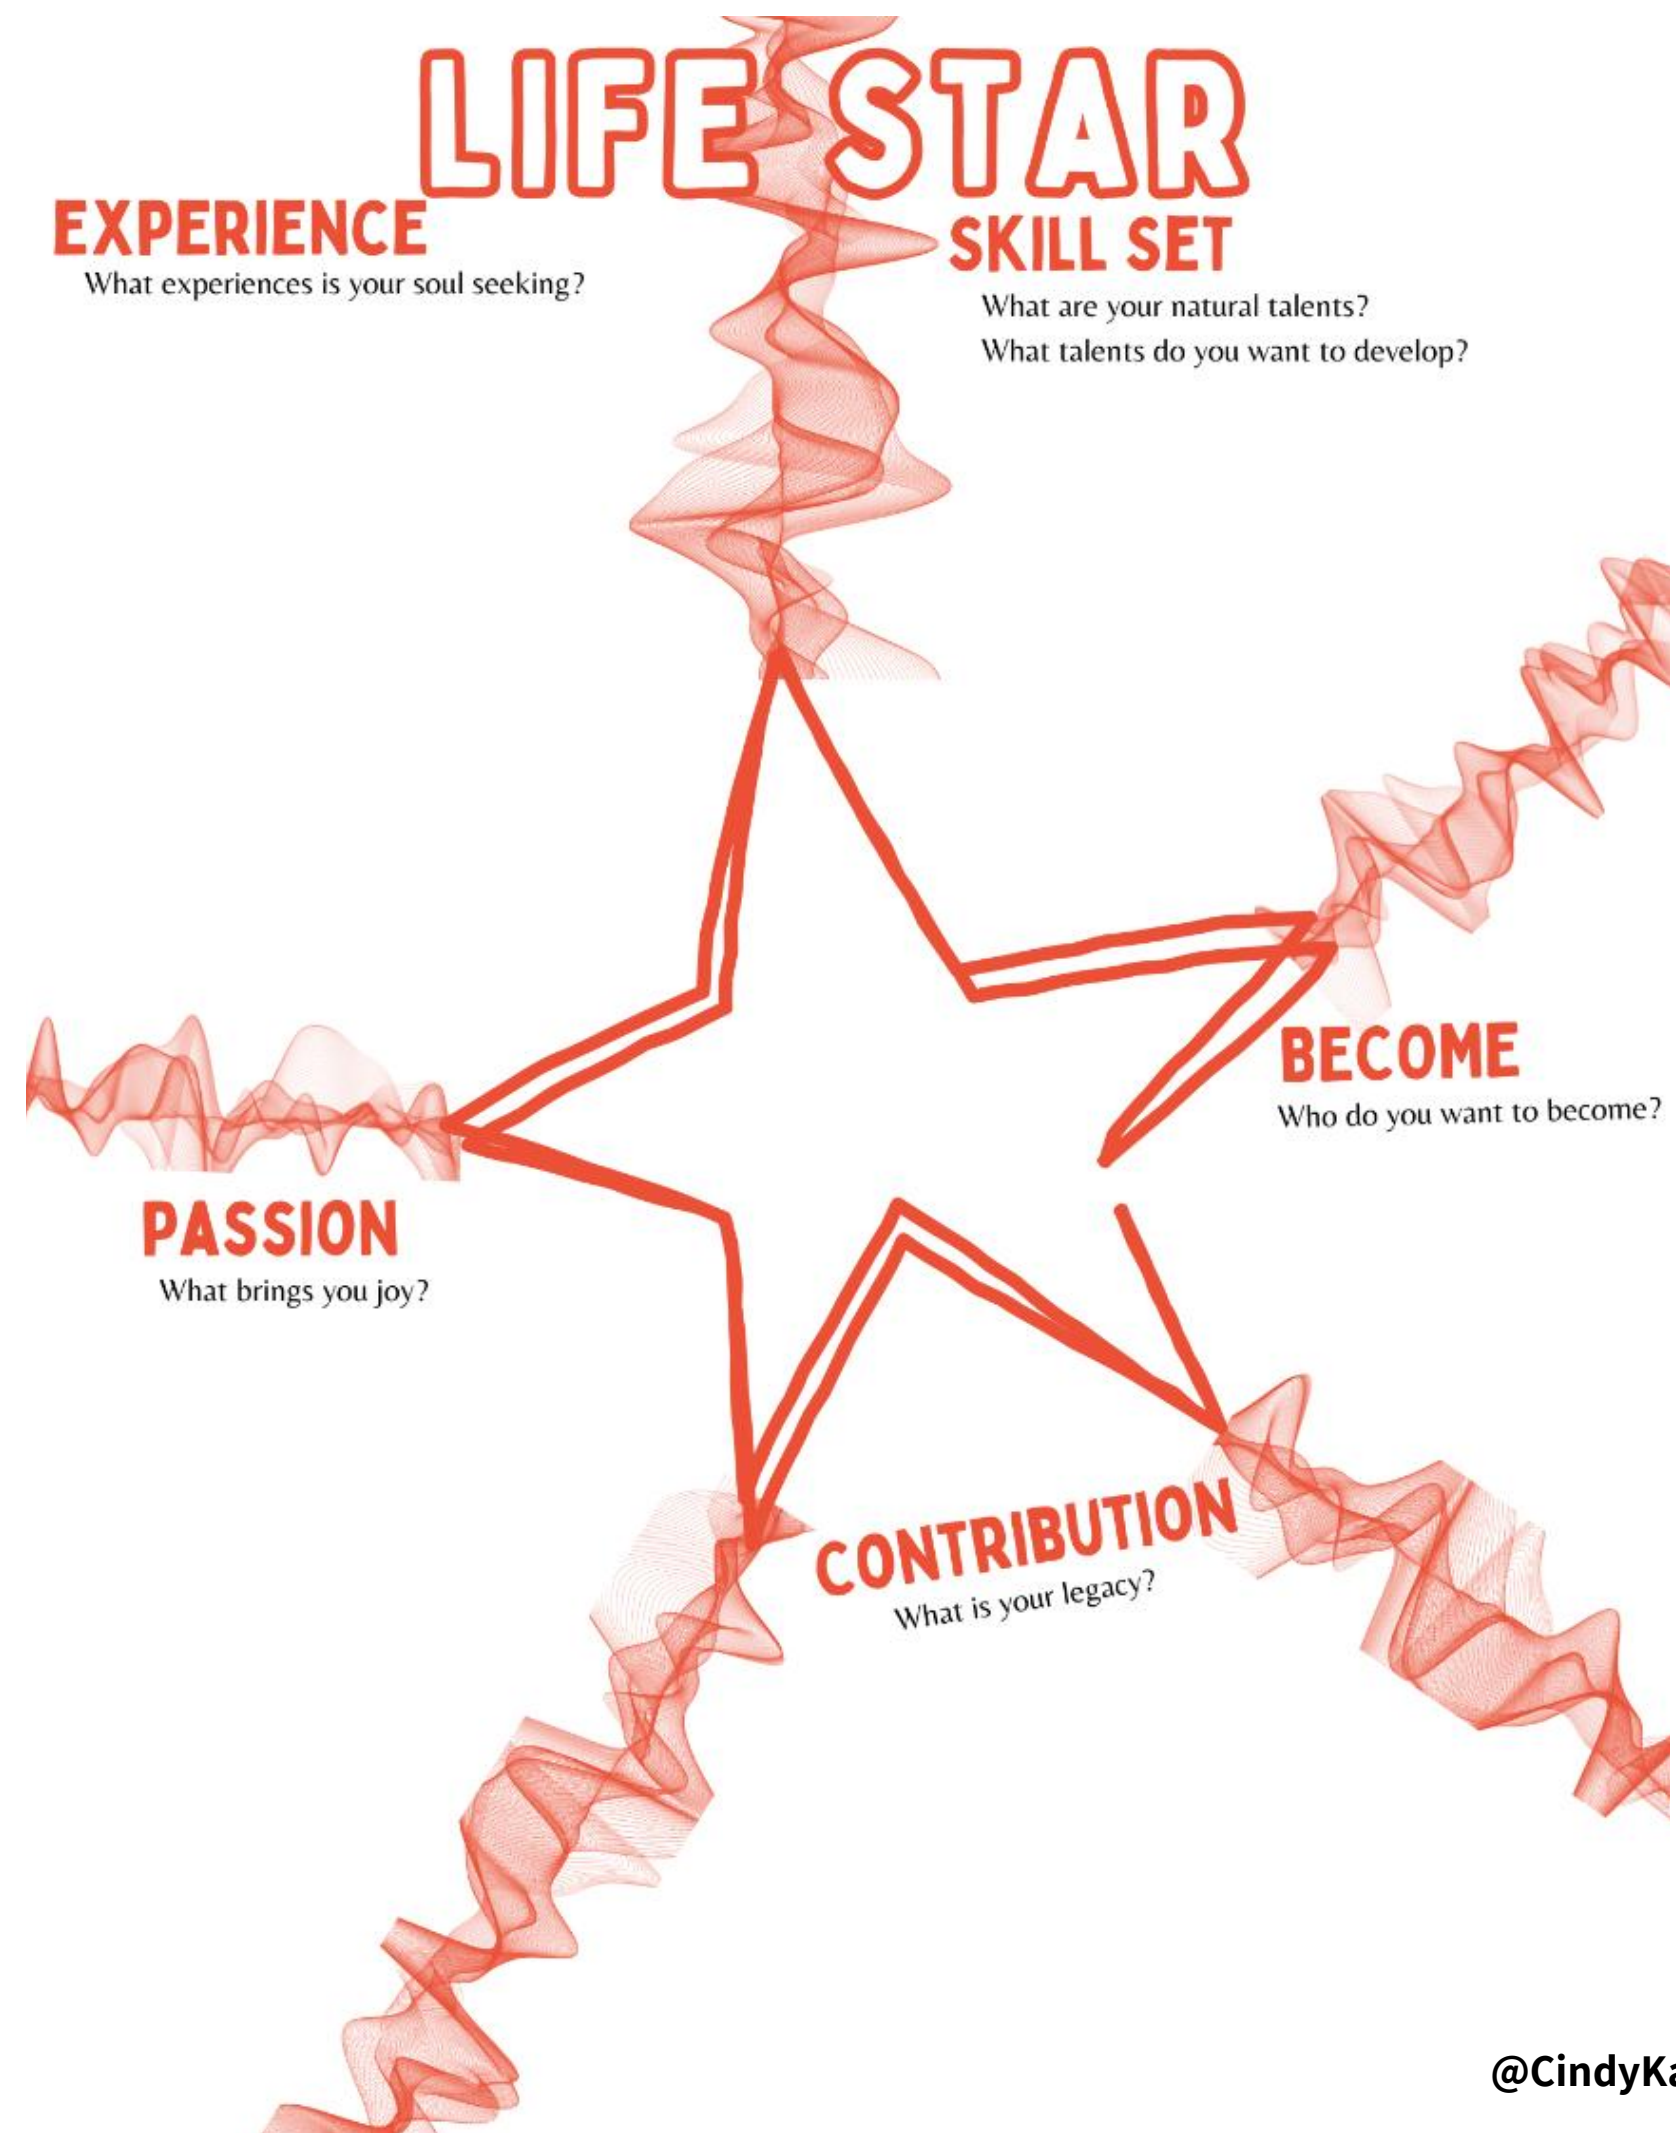 LIFE STAR
EXPERIENCE
What experiences is your soul seeking?
SKILL SET
What are your natural talents?
What talents do you want to develop?
BECOME
Who do you want to become?
PASSION
What brings you joy?
CONTRIBUTION
What is your legacy?
@CindyKa